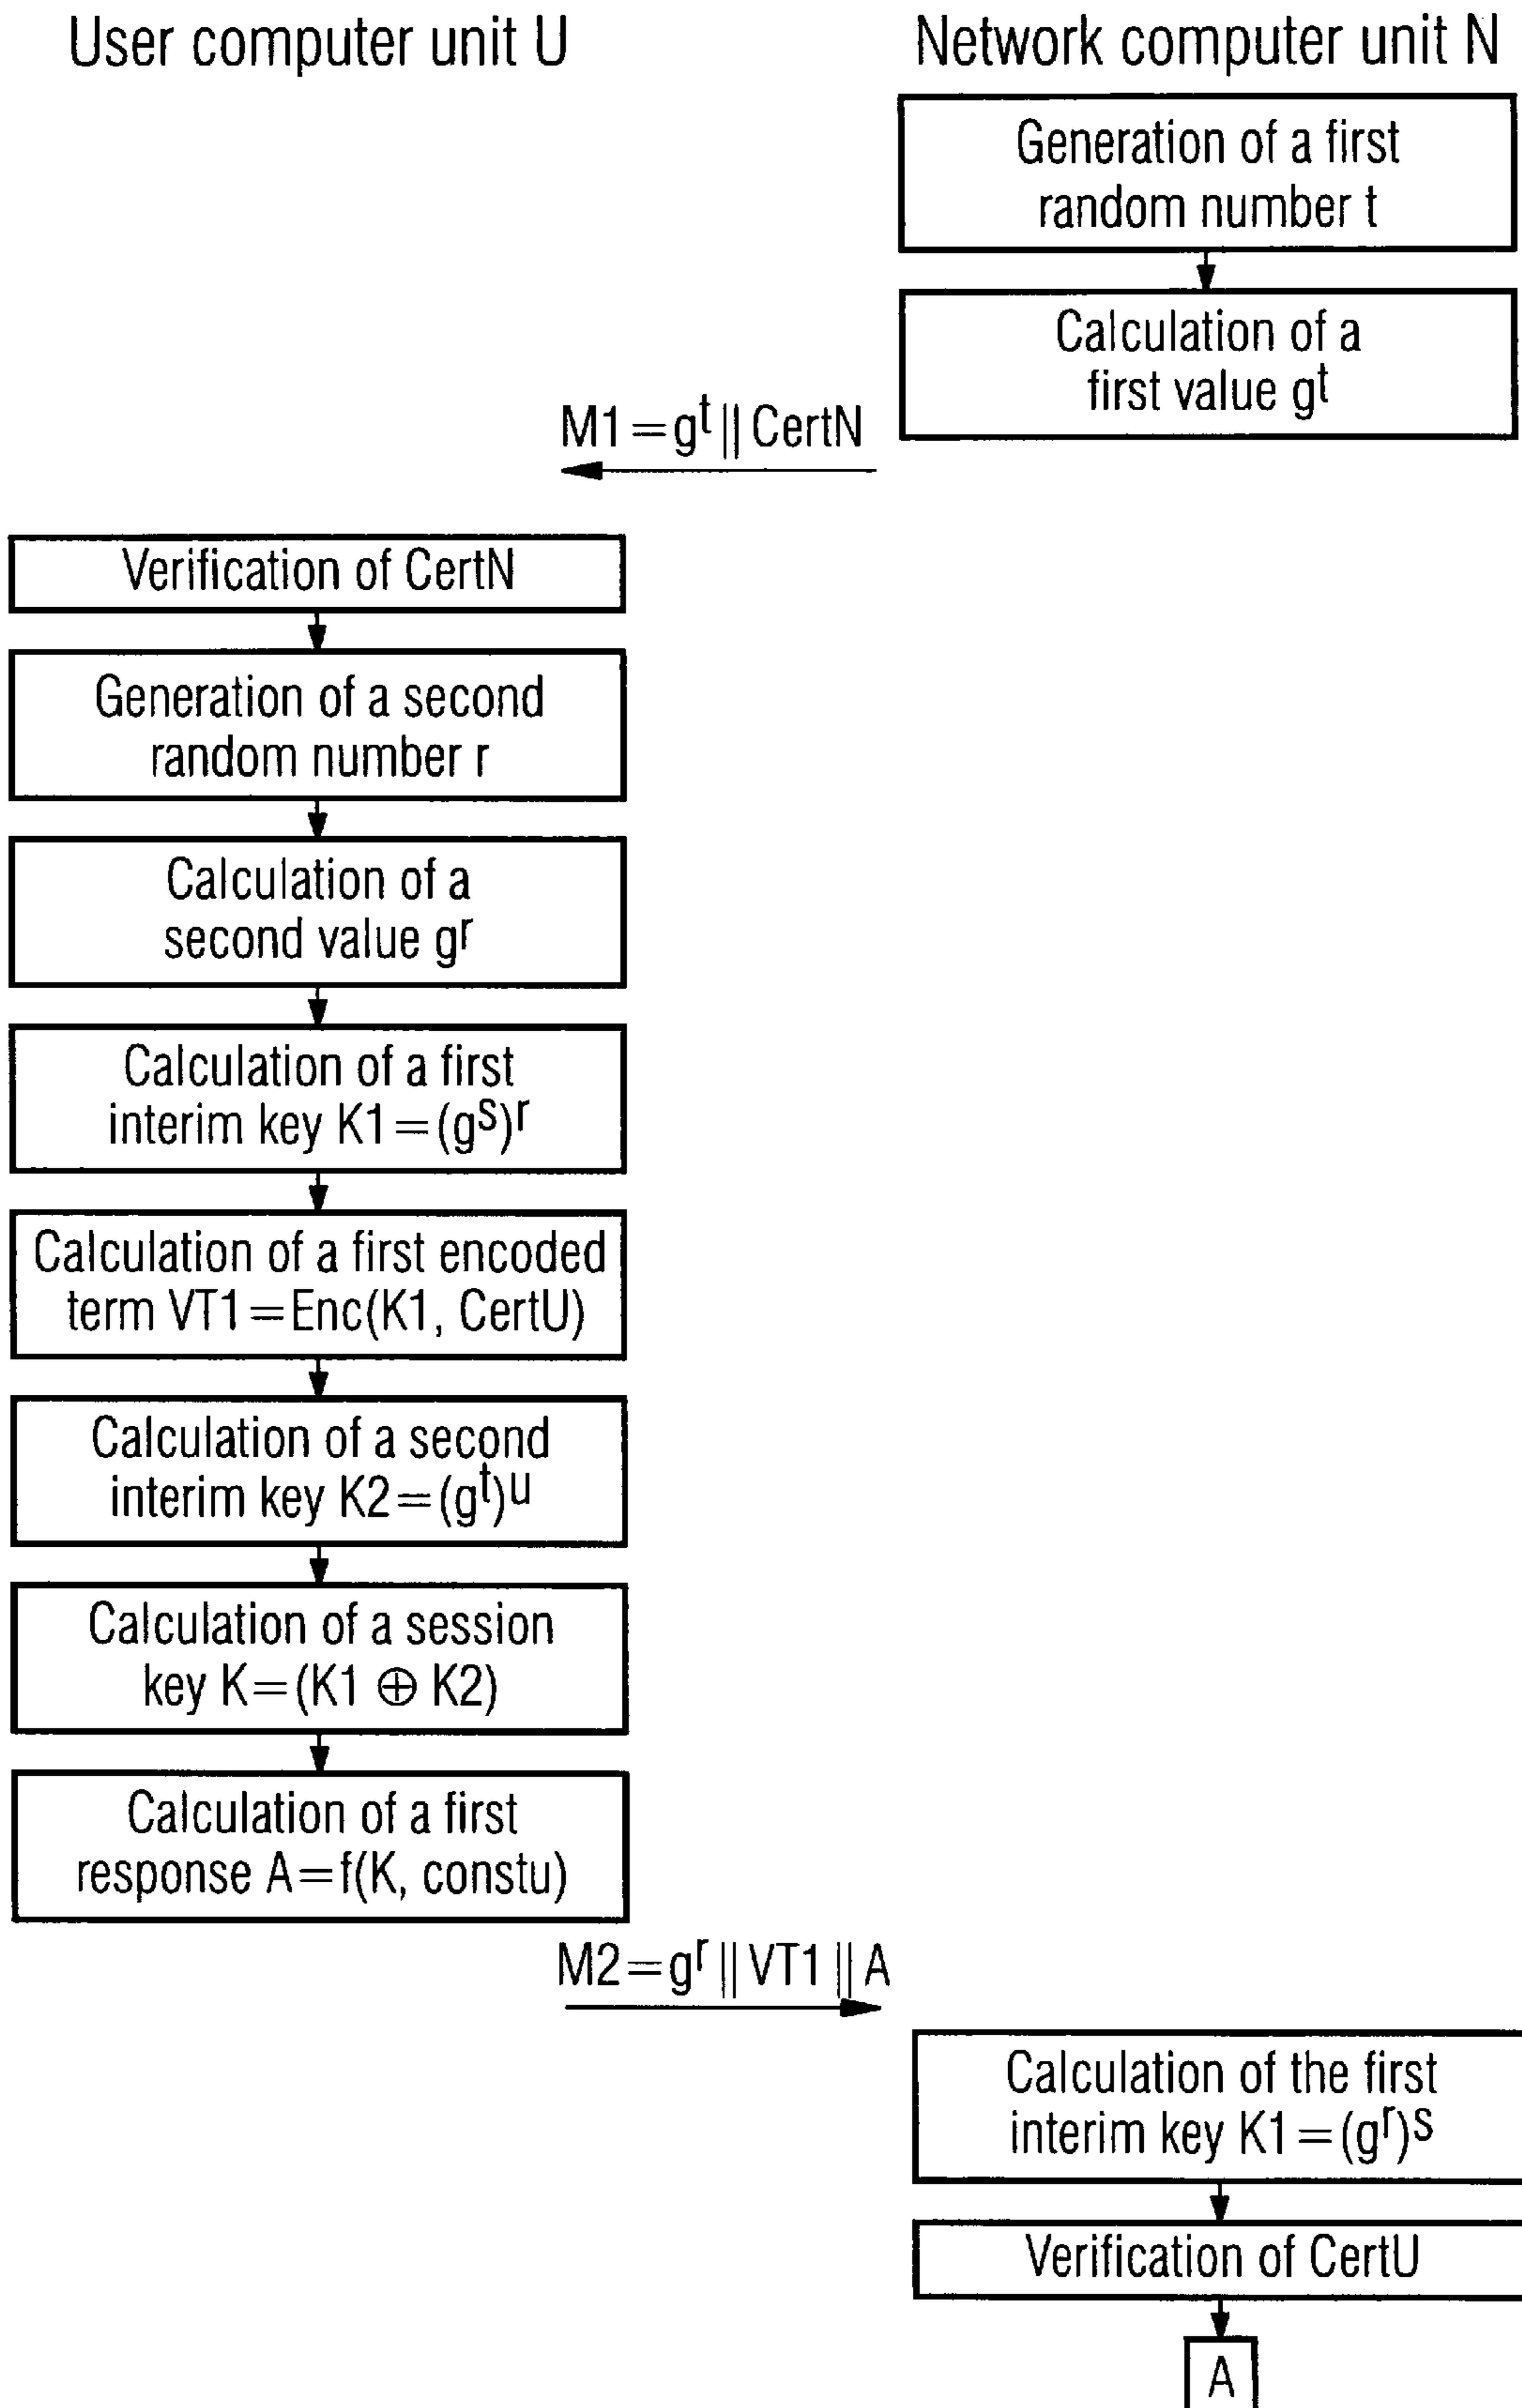 User computer unit U
Network computer unit N
Generation of a first
random number t
Calculation of a
first value gᵗ
M1=gᵗ || CertN
Verification of CertN
Generation of a second
random number r
Calculation of a
second value gʳ
Calculation of a first
interim key K1=(gˢ)ʳ
Calculation of a first encoded
term VT1=Enc(K1, CertU)
Calculation of a second
interim key K2=(gᵗ)ᵘ
Calculation of a session
key K=(K1 ⊕ K2)
Calculation of a first
response A=f(K, constu)
M2=gʳ || VT1 || A
Calculation of the first
interim key K1=(gʳ)ˢ
Verification of CertU
A